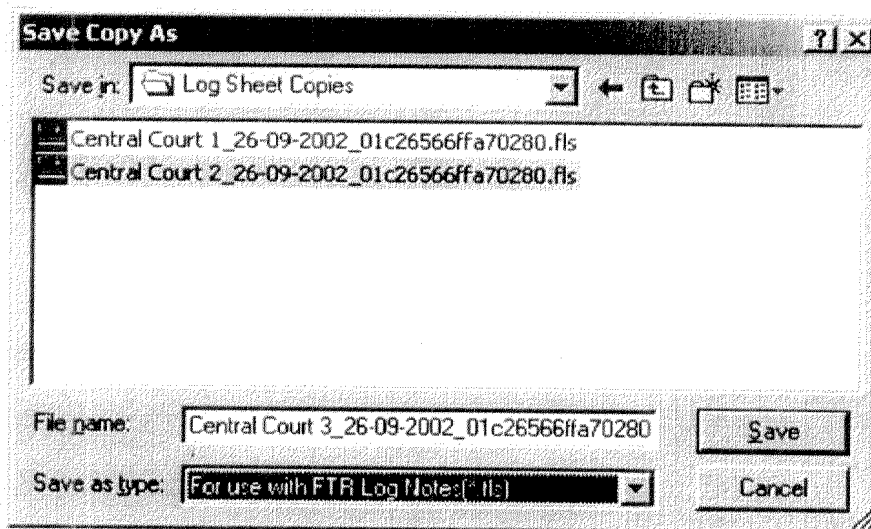 Save Copy As
? ×
Save in: Log Sheet Copies
Central Court 1_26-09-2002_01c26566ffa70280.fls
Central Court 2_26-09-2002_01c26566ffa70280.fls
File name: Central Court 3_26-09-2002_01c26566ffa70280 Save
Save as type: For use with FTR Log Notes(*.fls) Cancel